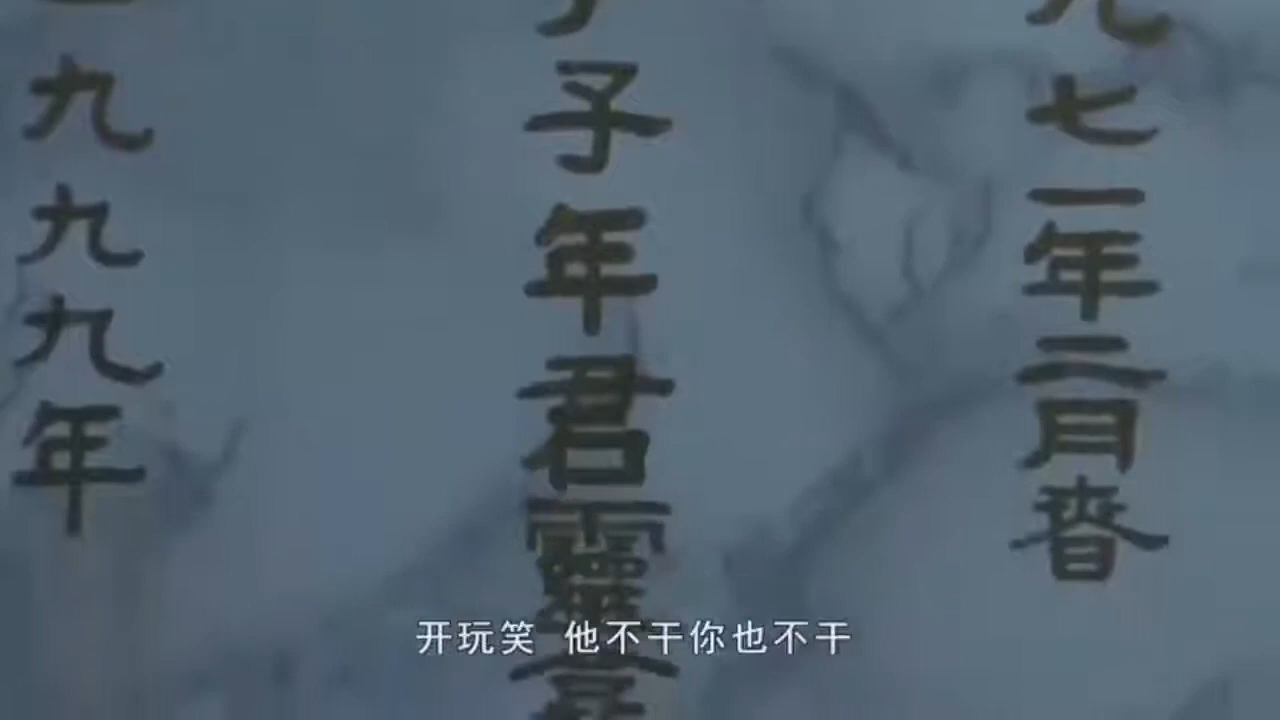 九七一年二月春
子年君靈
九九九年
开玩笑 他不干你也不干